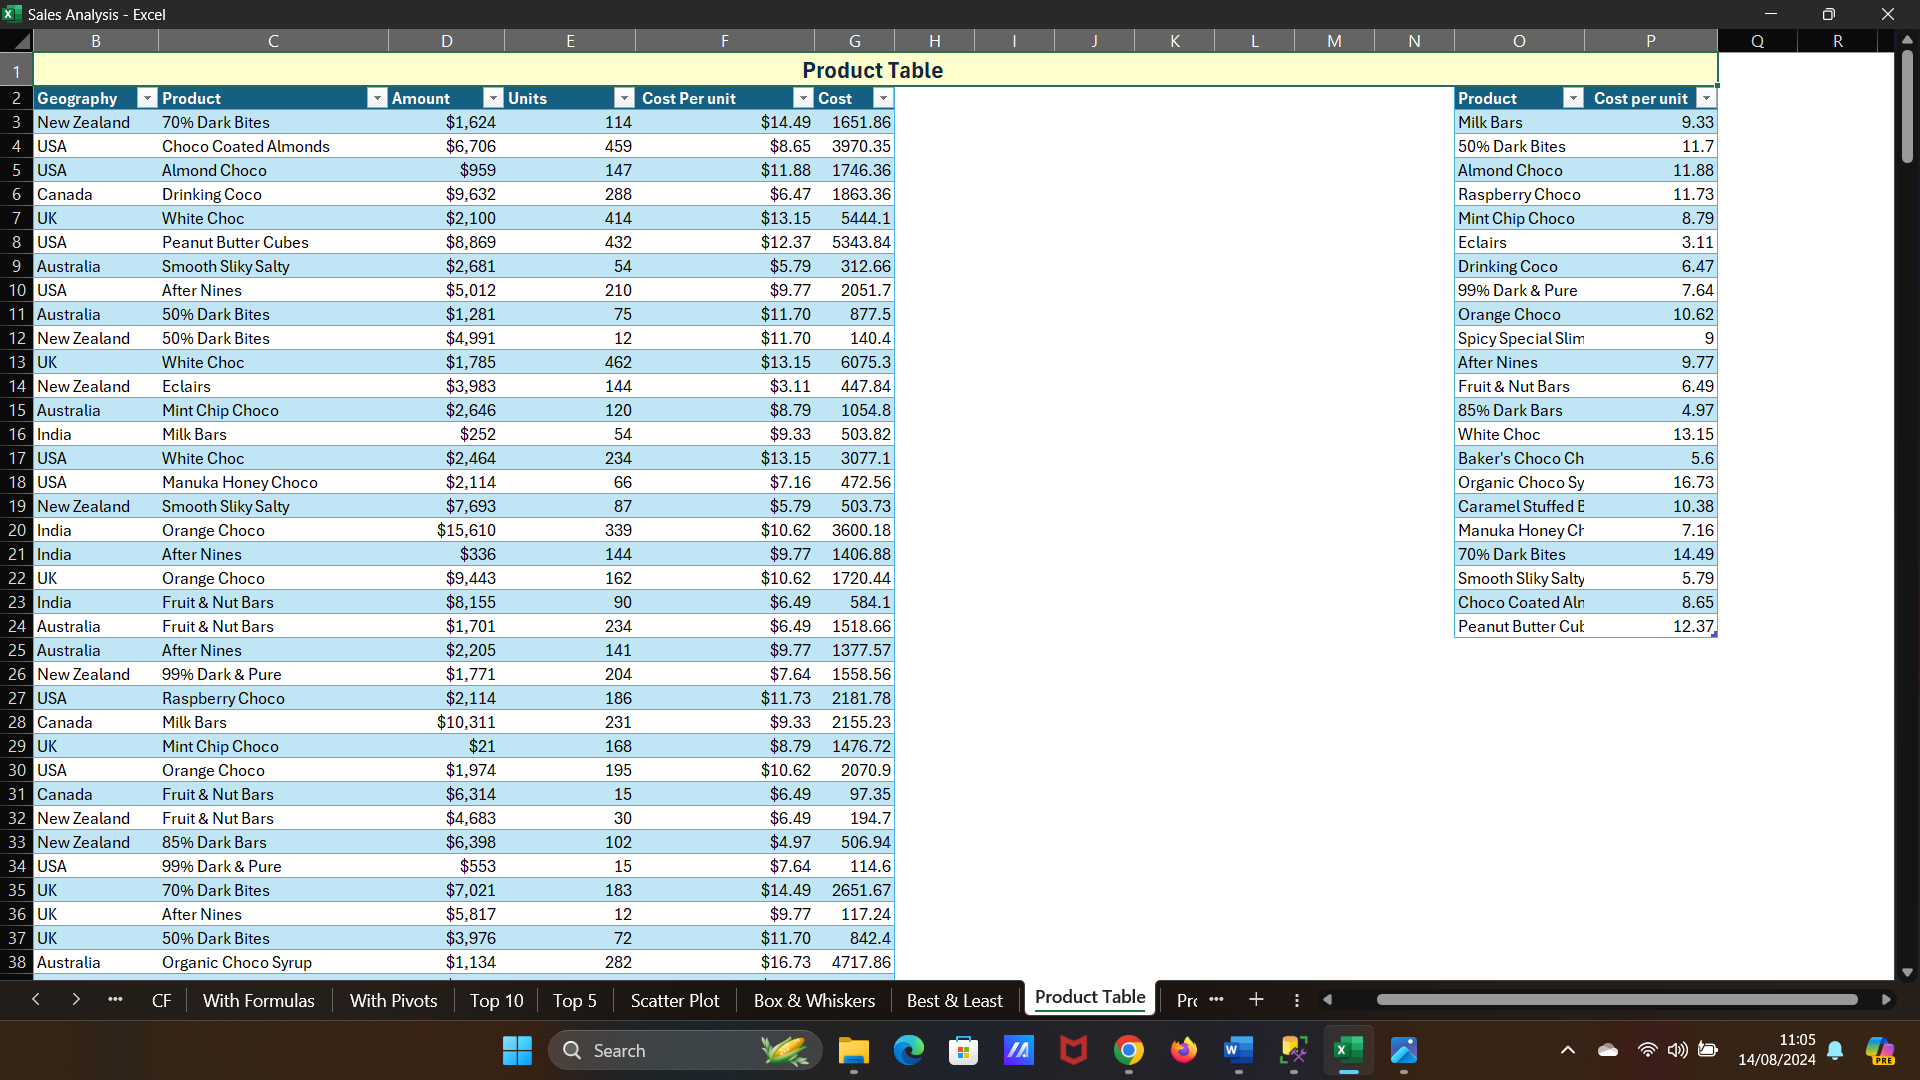 Sales Analysis - Excel
B C D E F G H I J K L M N O P Q R
1 Product Table
2 Geography Product Amount Units Cost Per unit Cost Product Cost per unit
3 New Zealand 70% Dark Bites $1,624 114 $14.49 1651.86 Milk Bars 9.33
4 USA Choco Coated Almonds $6,706 459 $8.65 3970.35 50% Dark Bites 11.7
5 USA Almond Choco $959 147 $11.88 1746.36 Almond Choco 11.88
6 Canada Drinking Coco $9,632 288 $6.47 1863.36 Raspberry Choco 11.73
7 UK White Choc $2,100 414 $13.15 5444.1 Mint Chip Choco 8.79
8 USA Peanut Butter Cubes $8,869 432 $12.37 5343.84 Eclairs 3.11
9 Australia Smooth Sliky Salty $2,681 54 $5.79 312.66 Drinking Coco 6.47
10 USA After Nines $5,012 210 $9.77 2051.7 99% Dark & Pure 7.64
11 Australia 50% Dark Bites $1,281 75 $11.70 877.5 Orange Choco 10.62
12 New Zealand 50% Dark Bites $4,991 12 $11.70 140.4 Spicy Special Slim 9
13 UK White Choc $1,785 462 $13.15 6075.3 After Nines 9.77
14 New Zealand Eclairs $3,983 144 $3.11 447.84 Fruit & Nut Bars 6.49
15 Australia Mint Chip Choco $2,646 120 $8.79 1054.8 85% Dark Bars 4.97
16 India Milk Bars $252 54 $9.33 503.82 White Choc 13.15
17 USA White Choc $2,464 234 $13.15 3077.1 Baker's Choco Ch 5.6
18 USA Manuka Honey Choco $2,114 66 $7.16 472.56 Organic Choco Sy 16.73
19 New Zealand Smooth Sliky Salty $7,693 87 $5.79 503.73 Caramel Stuffed B 10.38
20 India Orange Choco $15,610 339 $10.62 3600.18 Manuka Honey Ch 7.16
21 India After Nines $336 144 $9.77 1406.88 70% Dark Bites 14.49
22 UK Orange Choco $9,443 162 $10.62 1720.44 Smooth Sliky Salty 5.79
23 India Fruit & Nut Bars $8,155 90 $6.49 584.1 Choco Coated Aln 8.65
24 Australia Fruit & Nut Bars $1,701 234 $6.49 1518.66 Peanut Butter Cub 12.37
25 Australia After Nines $2,205 141 $9.77 1377.57
26 New Zealand 99% Dark & Pure $1,771 204 $7.64 1558.56
27 USA Raspberry Choco $2,114 186 $11.73 2181.78
28 Canada Milk Bars $10,311 231 $9.33 2155.23
29 UK Mint Chip Choco $21 168 $8.79 1476.72
30 USA Orange Choco $1,974 195 $10.62 2070.9
31 Canada Fruit & Nut Bars $6,314 15 $6.49 97.35
32 New Zealand Fruit & Nut Bars $4,683 30 $6.49 194.7
33 New Zealand 85% Dark Bars $6,398 102 $4.97 506.94
34 USA 99% Dark & Pure $553 15 $7.64 114.6
35 UK 70% Dark Bites $7,021 183 $14.49 2651.67
36 UK After Nines $5,817 12 $9.77 117.24
37 UK 50% Dark Bites $3,976 72 $11.70 842.4
38 Australia Organic Choco Syrup $1,134 282 $16.73 4717.86
CF With Formulas With Pivots Top 10 Top 5 Scatter Plot Box & Whiskers Best & Least Product Table Prc
Search
11:05
14/08/2024
PRE